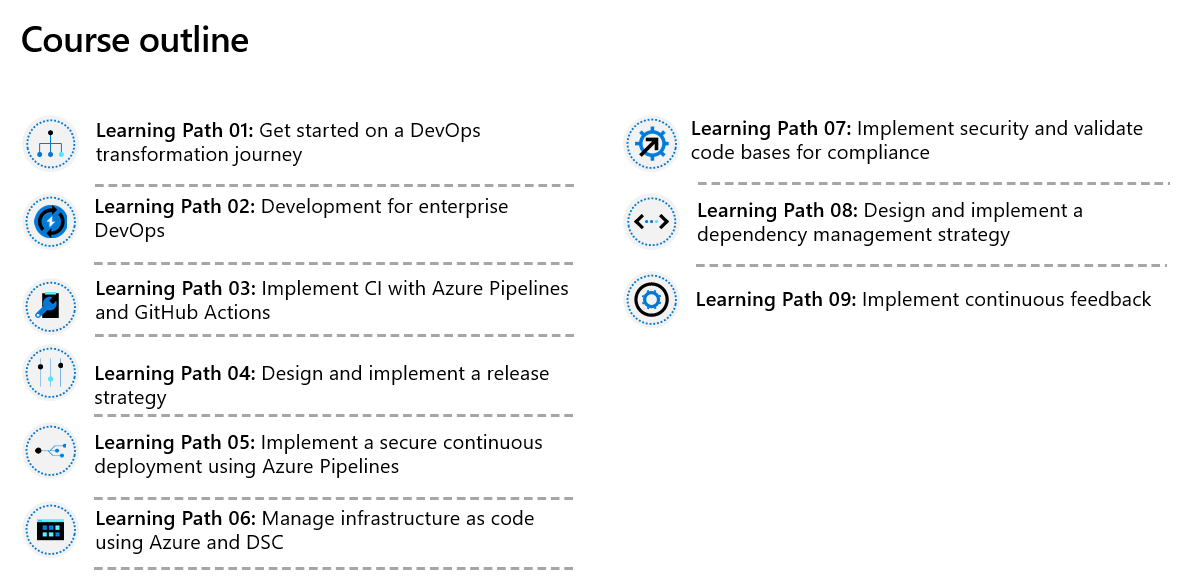 Course outline
Learning Path 01: Get started on a DevOps
transformation journey
Learning Path 02: Development for enterprise
DevOps
Learning Path 03: Implement CI with Azure Pipelines
and GitHub Actions
Learning Path 04: Design and implement a release
strategy
Learning Path 05: Implement a secure continuous
deployment using Azure Pipelines
Learning Path 06: Manage infrastructure as code
using Azure and DSC
Learning Path 07: Implement security and validate
code bases for compliance
Learning Path 08: Design and implement a
dependency management strategy
Learning Path 09: Implement continuous feedback